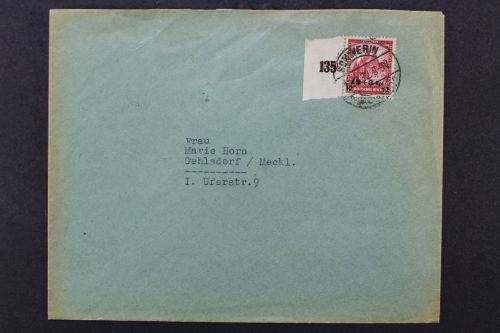 135
SCHWERIN
Frau
Marie Horn
Gehlsdorf / Meckl.
----------
I. Uferstr.9